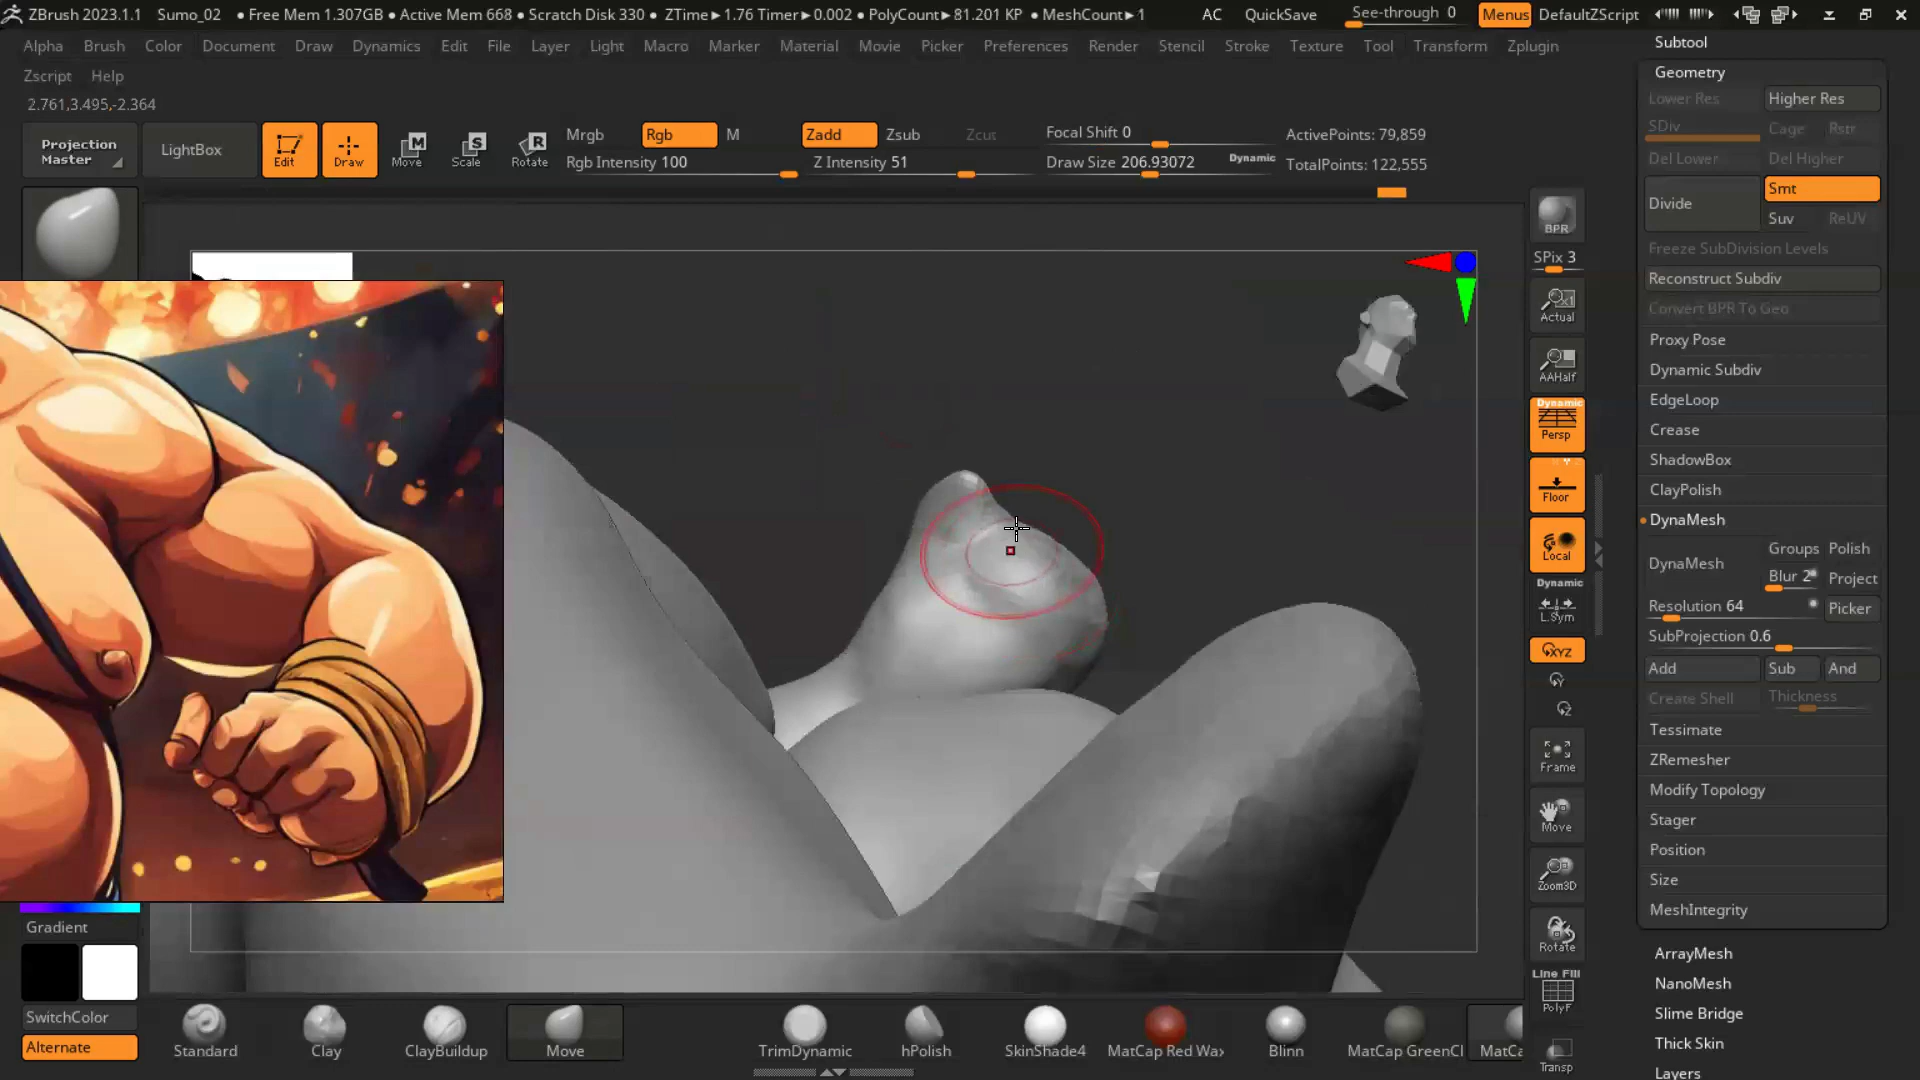 ZBrush 2023.1.1 Sumo_02 ● Free Mem 1.307GB ● Active Mem 668 ● Scratch Disk 330 ● ZTime►1.76 Timer►0.002 ● PolyCount►81.201 KP ● MeshCount►1 AC QuickSave See-through 0 Menus DefaultZScript
Alpha Brush Color Document Draw Dynamics Edit File Layer Light Macro Marker Material Movie Picker Preferences Render Stencil Stroke Texture Tool Transform Zplugin
Zscript Help
2.761,3.495,-2.364
Projection Master
LightBox
Edit
Draw
Move
Scale
Rotate
Mrgb Rgb M
Rgb Intensity 100
Zadd Zsub Zcut
Z Intensity 51
Focal Shift 0
Draw Size 206.93072 Dynamic
ActivePoints: 79,859
TotalPoints: 122,555
BPR
SPix 3
Actual
AAHalf
Dynamic
Persp
Floor
Local
Dynamic
L.Sym
XYZ
Y
Z
Frame
Move
Zoom3D
Rotate
Line Fill
PolyF
Transp
Subtool
Geometry
Lower Res Higher Res
SDiv Cage Rstr
Del Lower Del Higher
Divide Smt
Suv ReUV
Freeze SubDivision Levels
Reconstruct Subdiv
Convert BPR To Geo
Proxy Pose
Dynamic Subdiv
EdgeLoop
Crease
ShadowBox
ClayPolish
DynaMesh
DynaMesh Groups Polish
Blur 2 Project
Resolution 64 Picker
SubProjection 0.6
Add Sub And
Create Shell Thickness
Tessimate
ZRemesher
Modify Topology
Stager
Position
Size
MeshIntegrity
ArrayMesh
NanoMesh
Slime Bridge
Thick Skin
Layers
Gradient
SwitchColor
Alternate
Standard Clay ClayBuildup Move TrimDynamic hPolish SkinShade4 MatCap Red Wax Blinn MatCap GreenCl MatCa